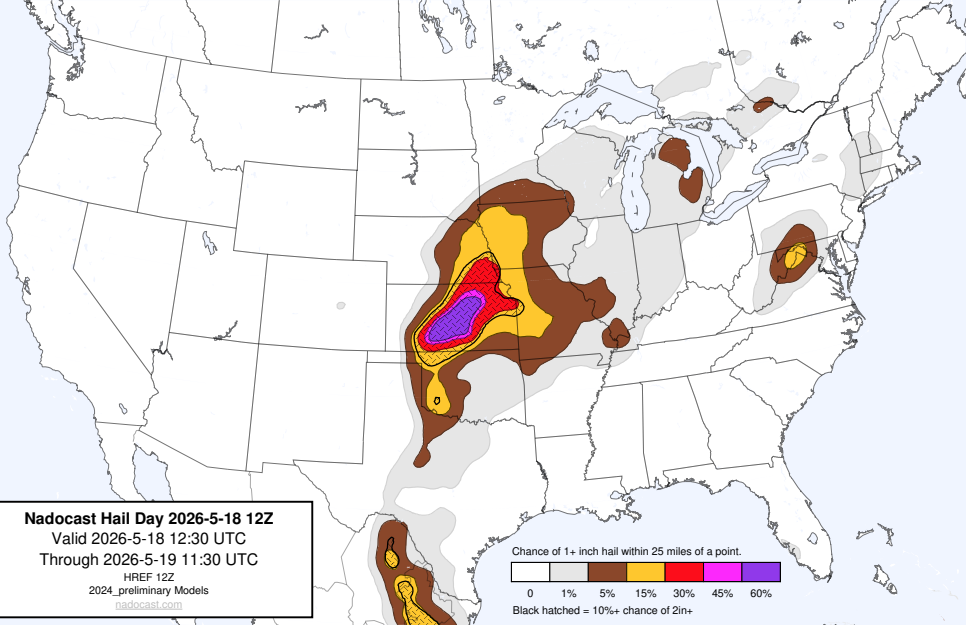 Nadocast Hail Day 2026-5-18 12Z
Valid 2026-5-18 12:30 UTC
Through 2026-5-19 11:30 UTC
HREF 12Z
2024_preliminary Models
nadocast.com
Chance of 1+ inch hail within 25 miles of a point.
0 1% 5% 15% 30% 45% 60%
Black hatched = 10%+ chance of 2in+